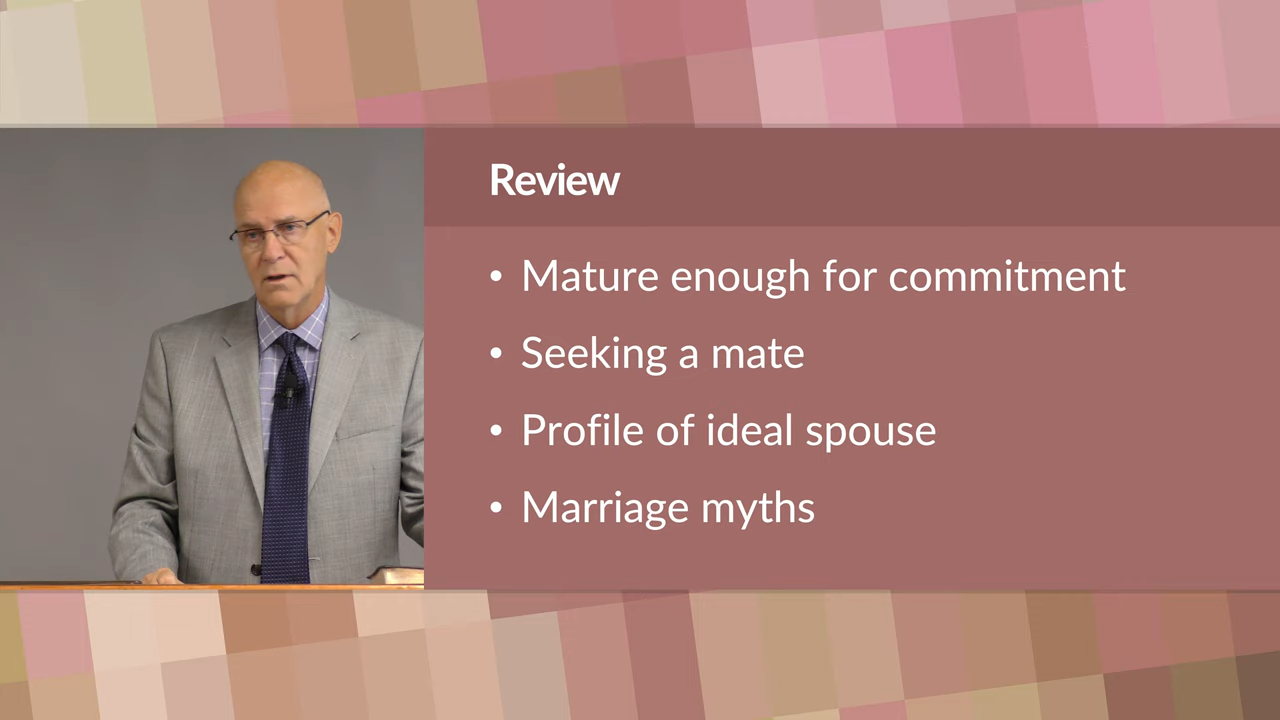 Review
• Mature enough for commitment
• Seeking a mate
• Profile of ideal spouse
• Marriage myths